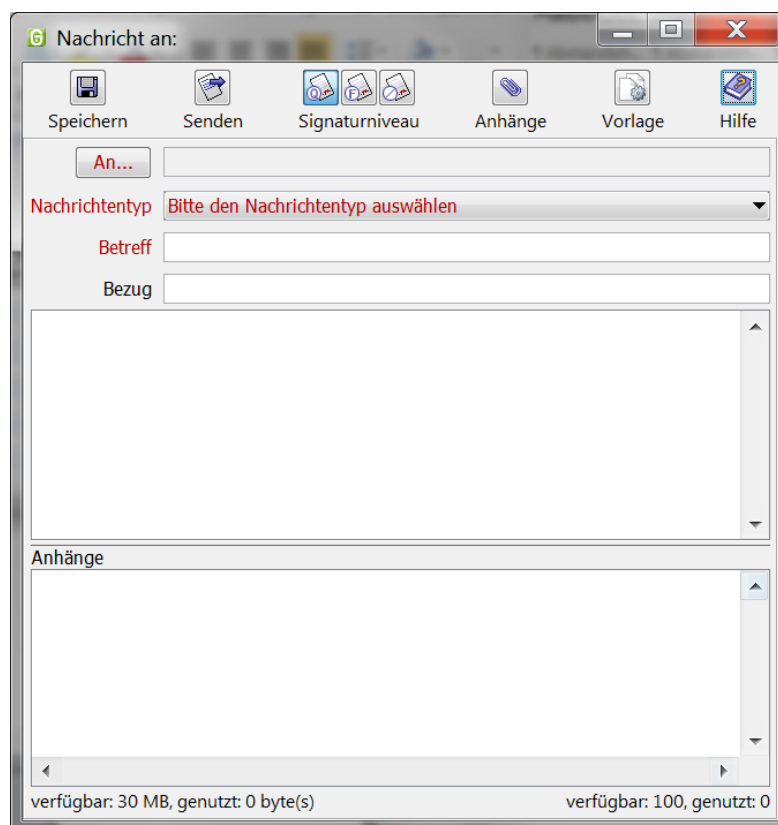 Nachricht an:
Speichern Senden Signaturniveau Anhänge Vorlage Hilfe
An...
Nachrichtentyp Bitte den Nachrichtentyp auswählen
Betreff
Bezug
Anhänge
verfügbar: 30 MB, genutzt: 0 byte(s) verfügbar: 100, genutzt: 0